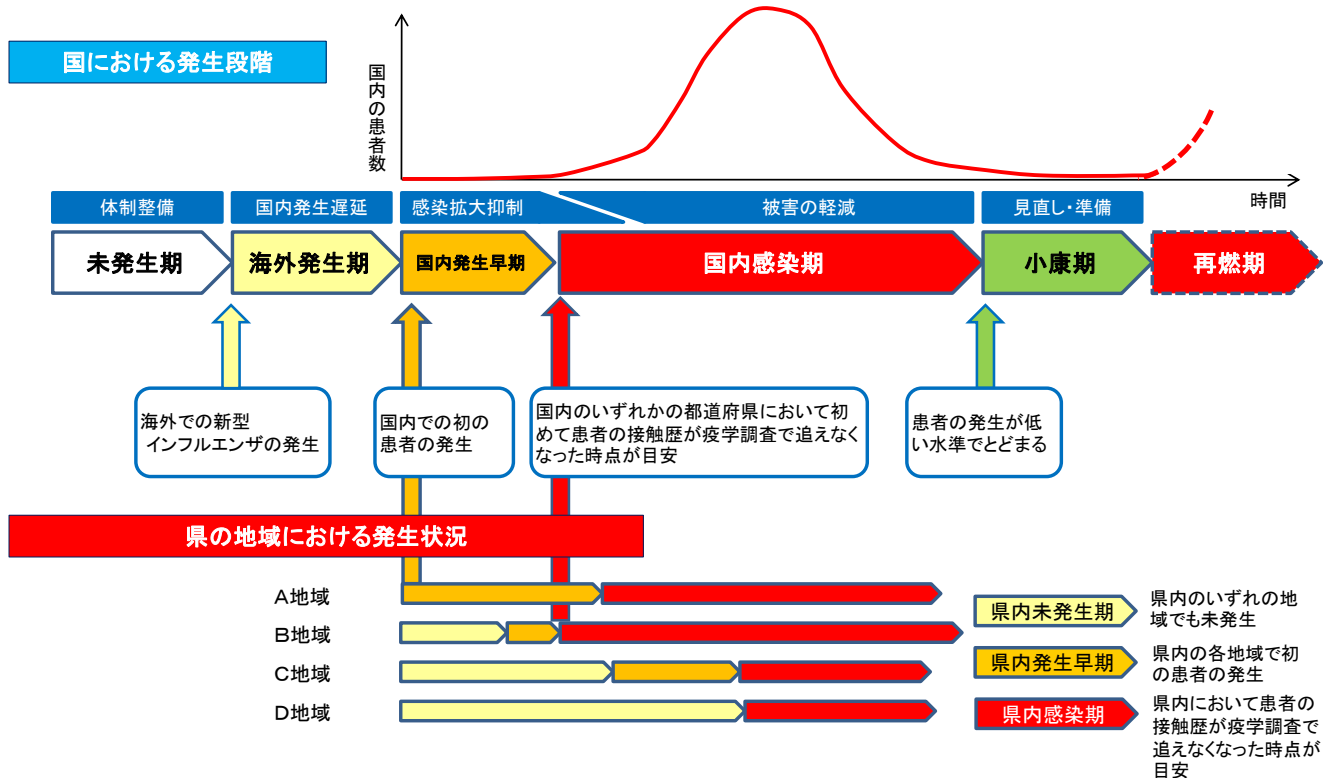 国における発生段階
国内の患者数
時間
体制整備
国内発生遅延
感染拡大抑制
被害の軽減
見直し・準備
未発生期
海外発生期
国内発生早期
国内感染期
小康期
再燃期
海外での新型
インフルエンザの発生
国内での初の
患者の発生
国内のいずれかの都道府県において初
めて患者の接触歴が疫学調査で追えなく
なった時点が目安
患者の発生が低
い水準でとどまる
県の地域における発生状況
A地域
B地域
C地域
D地域
県内未発生期
県内のいずれの地
域でも未発生
県内発生早期
県内の各地域で初
の患者の発生
県内感染期
県内において患者の
接触歴が疫学調査で
追えなくなった時点が
目安